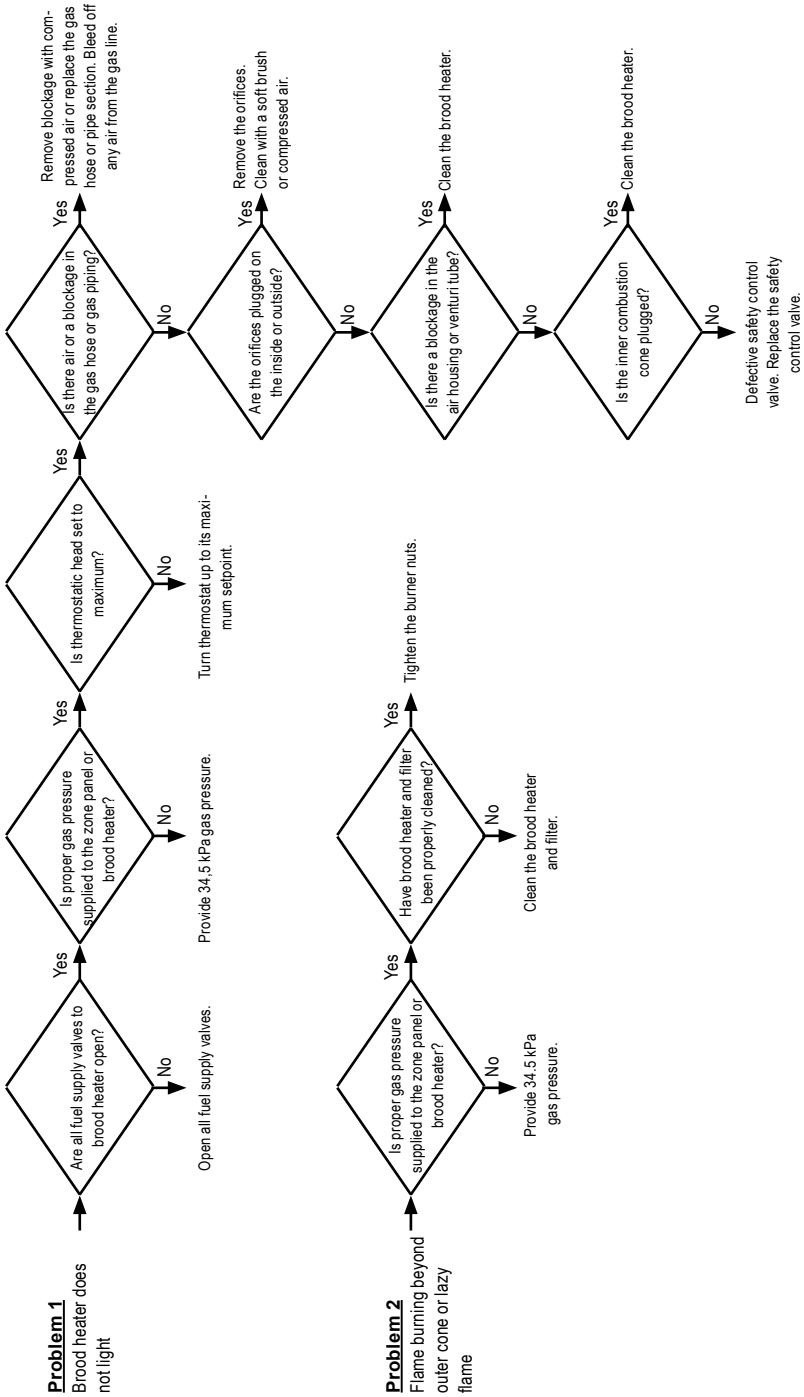 Problem 1
Brood heater does
not light
Are all fuel supply valves to
brood heater open?
Yes
No
Open all fuel supply valves.
Is proper gas pressure
supplied to the zone panel or
brood heater?
Yes
No
Provide 34,5 kPa gas pressure.
Is thermostatic head set to
maximum?
Yes
No
Turn thermostat up to its maxi-
mum setpoint.
Is there air or a blockage in
the gas hose or gas piping?
Yes
Remove blockage with com-
pressed air or replace the gas
hose or pipe section. Bleed off
any air from the gas line.
No
Are the orifices plugged on
the inside or outside?
Yes
Remove the orifices.
Clean with a soft brush
or compressed air.
No
Is there a blockage in the
air housing or venturi tube?
Yes
Clean the brood heater.
No
Is the inner combustion
cone plugged?
Yes
Clean the brood heater.
No
Defective safety control
valve. Replace the safety
control valve.
Problem 2
Flame burning beyond
outer cone or lazy
flame
Is proper gas pressure
supplied to the zone panel or
brood heater?
Yes
No
Provide 34.5 kPa
gas pressure.
Have brood heater and filter
been properly cleaned?
Yes
Tighten the burner nuts.
No
Clean the brood heater
and filter.